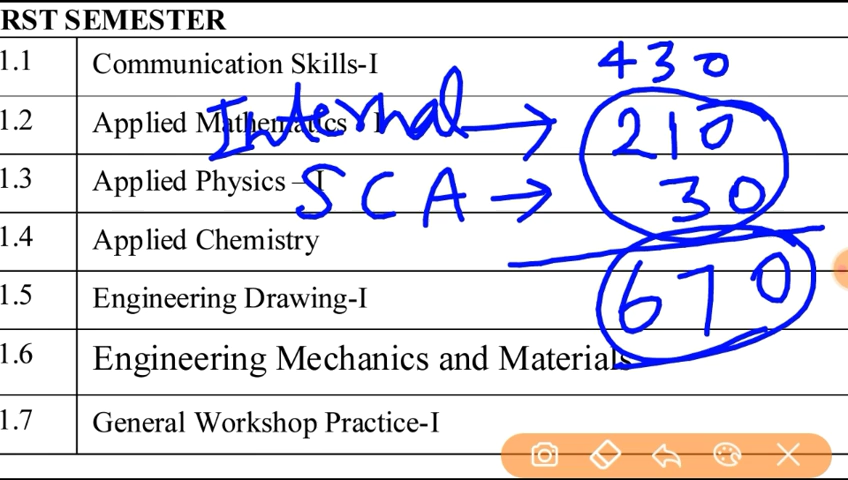 RST SEMESTER
1.1 Communication Skills-I 430
1.2 Applied Mathematics - I Internal → 210
1.3 Applied Physics – I SCA → 30
1.4 Applied Chemistry
1.5 Engineering Drawing-I 670
1.6 Engineering Mechanics and Materials
1.7 General Workshop Practice-I